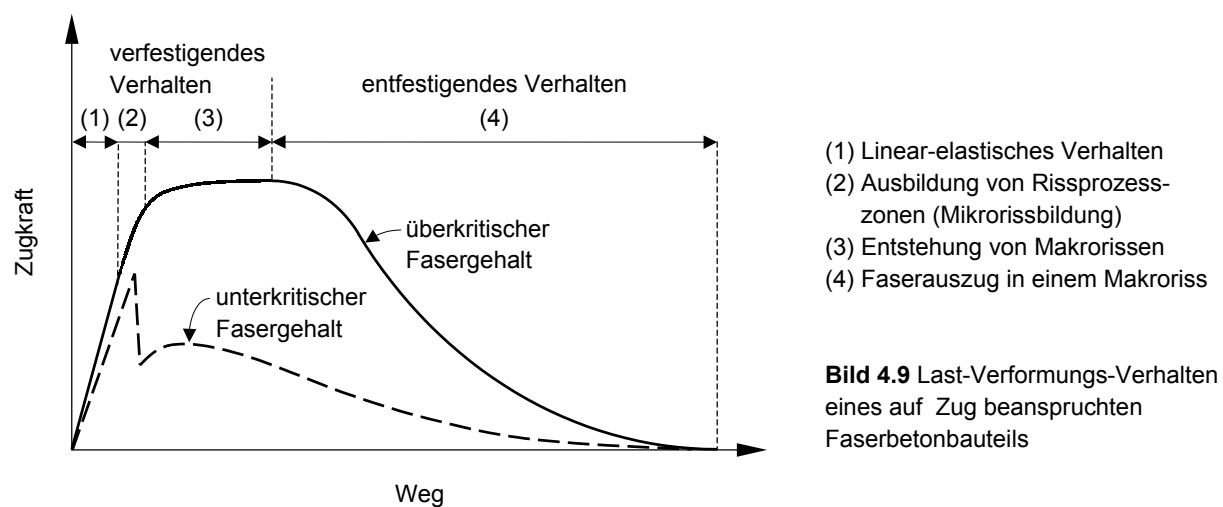 verfestigendes
Verhalten
entfestigendes Verhalten
(1) (2) (3) (4)
Zugkraft
überkritischer
Fasergehalt
unterkritischer
Fasergehalt
Weg
(1) Linear-elastisches Verhalten
(2) Ausbildung von Rissprozess-
zonen (Mikrorissbildung)
(3) Entstehung von Makrorissen
(4) Faserauszug in einem Makroriss
Bild 4.9 Last-Verformungs-Verhalten
eines auf Zug beanspruchten
Faserbetonbauteils